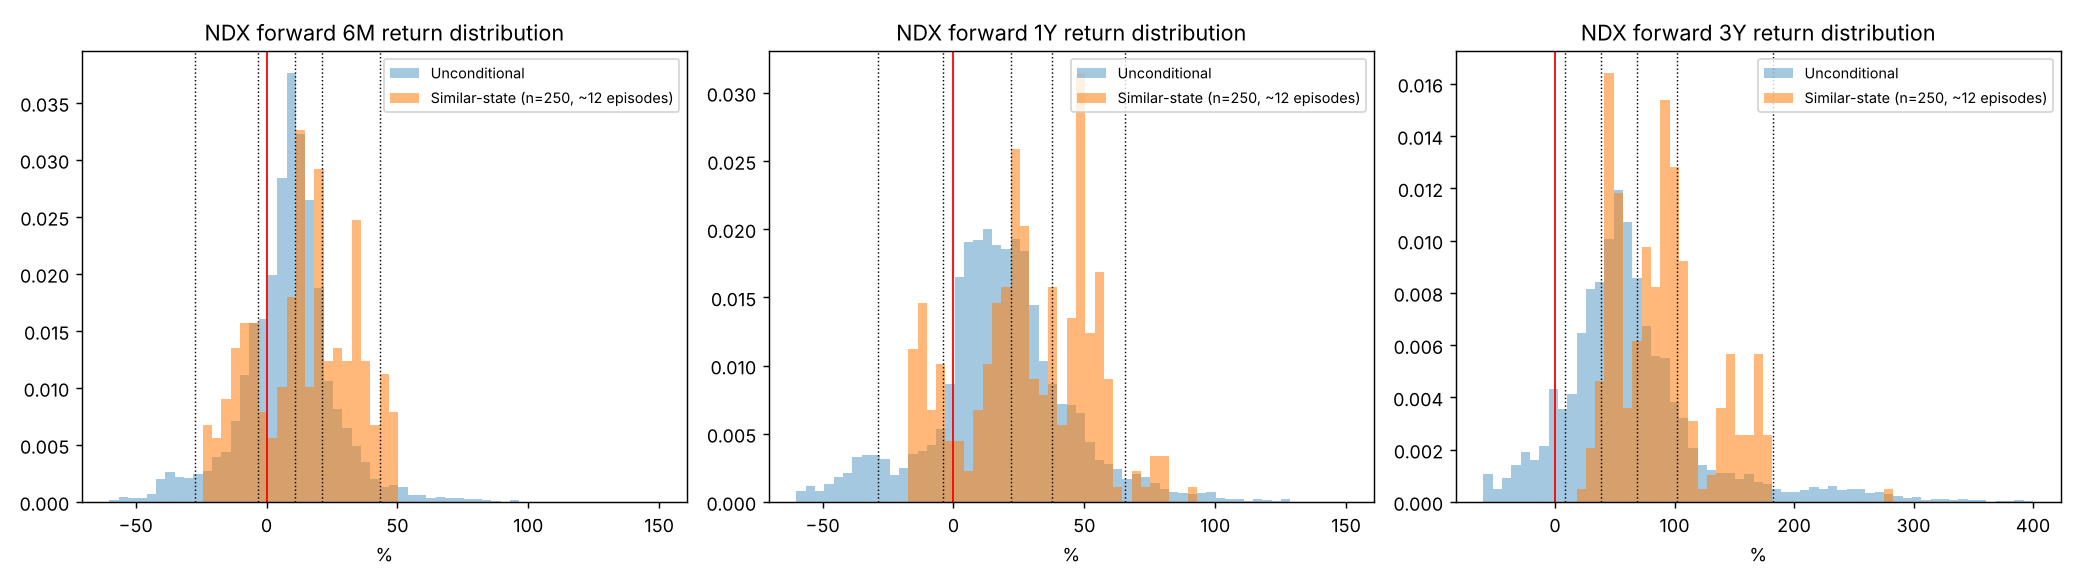 NDX forward 6M return distribution
Unconditional
Similar-state (n=250, ~12 episodes)
0.035
0.030
0.025
0.020
0.015
0.010
0.005
0.000
−50 0 50 100 150
%
NDX forward 1Y return distribution
Unconditional
Similar-state (n=250, ~12 episodes)
0.030
0.025
0.020
0.015
0.010
0.005
0.000
−50 0 50 100 150
%
NDX forward 3Y return distribution
Unconditional
Similar-state (n=250, ~12 episodes)
0.016
0.014
0.012
0.010
0.008
0.006
0.004
0.002
0.000
0 100 200 300 400
%